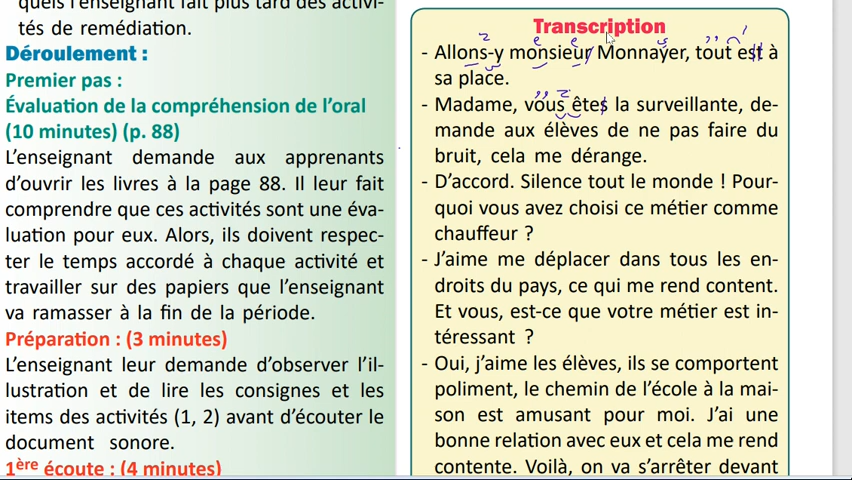 quels l'enseignant fait plus tard des activi-
tés de remédiation.
Déroulement :
Premier pas :
Évaluation de la compréhension de l'oral
(10 minutes) (p. 88)
L'enseignant demande aux apprenants
d'ouvrir les livres à la page 88. Il leur fait
comprendre que ces activités sont une éva-
luation pour eux. Alors, ils doivent respec-
ter le temps accordé à chaque activité et
travailler sur des papiers que l'enseignant
va ramasser à la fin de la période.
Préparation : (3 minutes)
L'enseignant leur demande d'observer l'il-
lustration et de lire les consignes et les
items des activités (1, 2) avant d'écouter le
document sonore.
1ère écoute : (4 minutes)
Transcription
- Allons-y monsieur Monnayer, tout est à
sa place.
- Madame, vous êtes la surveillante, de-
mande aux élèves de ne pas faire du
bruit, cela me dérange.
- D'accord. Silence tout le monde ! Pour-
quoi vous avez choisi ce métier comme
chauffeur ?
- J'aime me déplacer dans tous les en-
droits du pays, ce qui me rend content.
Et vous, est-ce que votre métier est in-
téressant ?
- Oui, j'aime les élèves, ils se comportent
poliment, le chemin de l'école à la mai-
son est amusant pour moi. J'ai une
bonne relation avec eux et cela me rend
contente. Voilà, on va s'arrêter devant